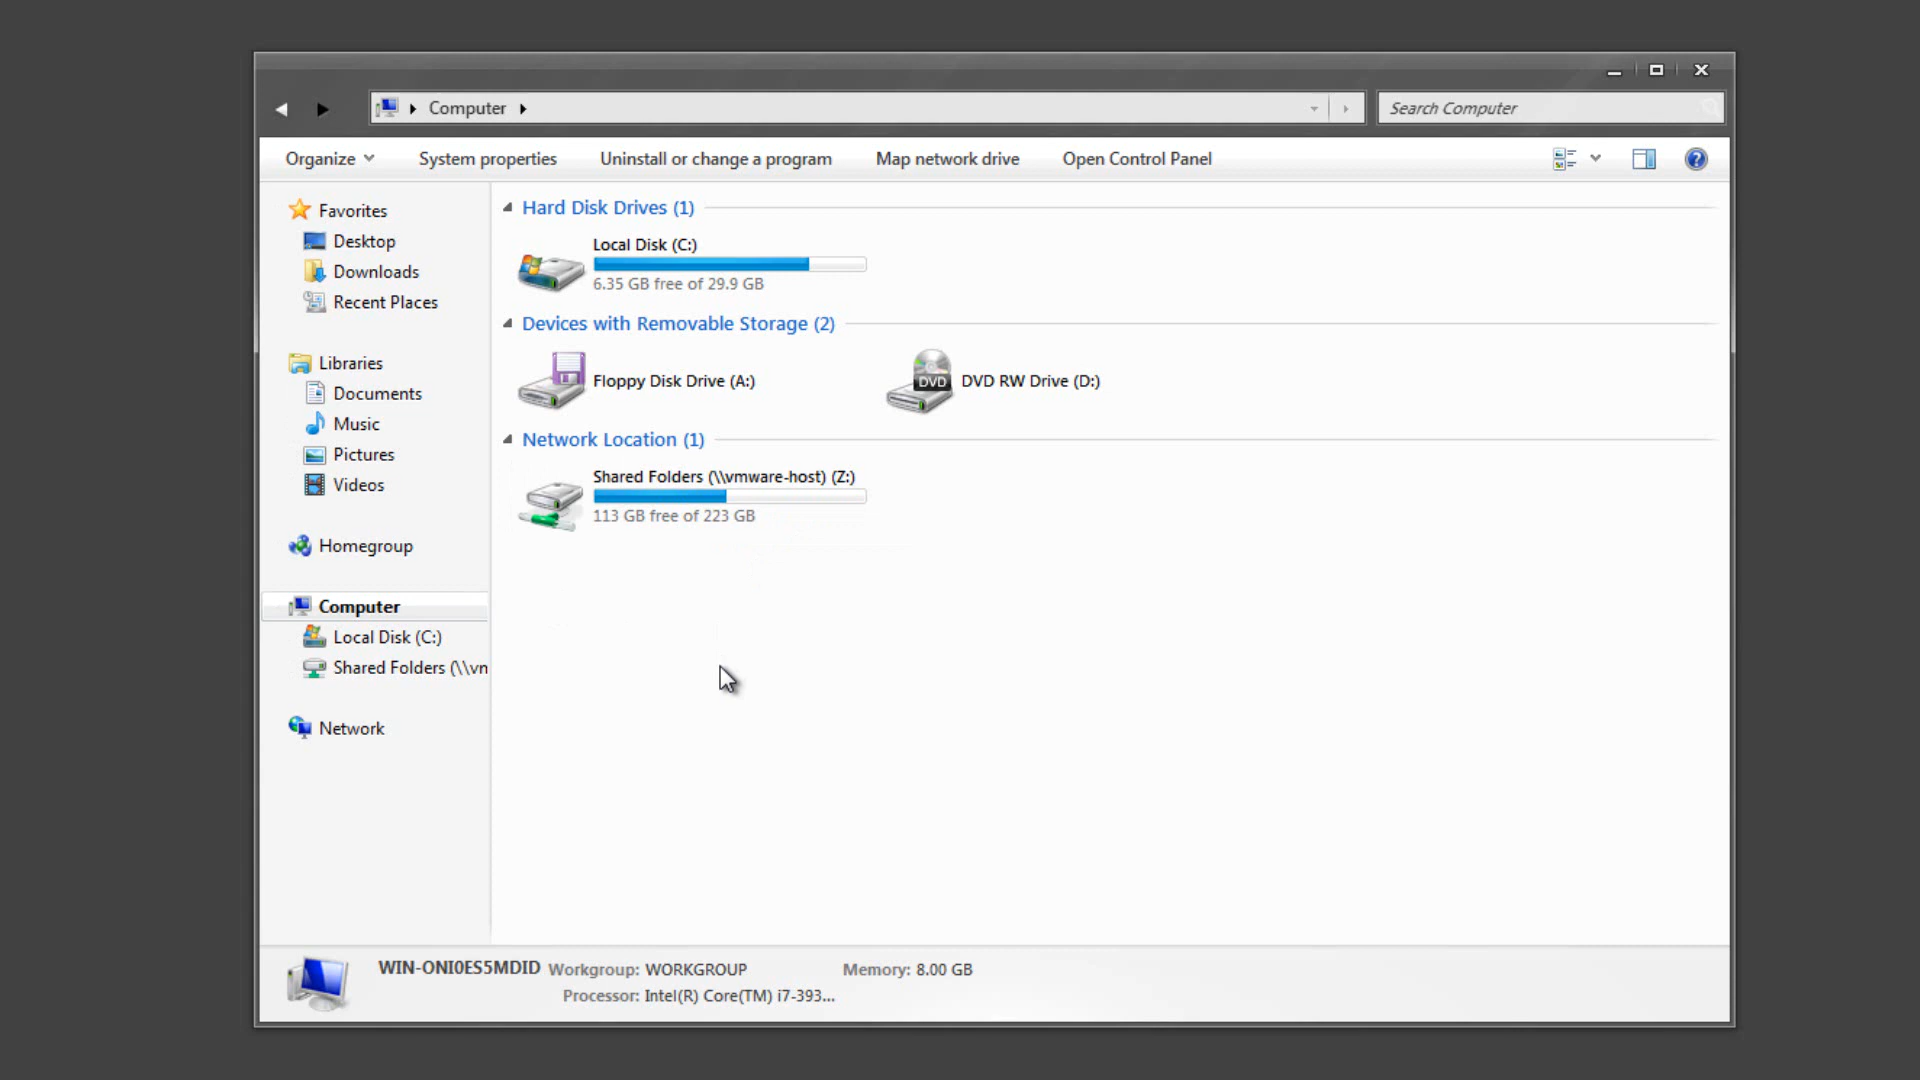 Computer
Search Computer
Organize
System properties
Uninstall or change a program
Map network drive
Open Control Panel
Favorites
Desktop
Downloads
Recent Places
Libraries
Documents
Music
Pictures
Videos
Homegroup
Computer
Local Disk (C:)
Shared Folders (\\vn
Network
Hard Disk Drives (1)
Local Disk (C:)
6.35 GB free of 29.9 GB
Devices with Removable Storage (2)
Floppy Disk Drive (A:)
DVD
DVD RW Drive (D:)
Network Location (1)
Shared Folders (\\vmware-host) (Z:)
113 GB free of 223 GB
WIN-ONI0ES5MDID Workgroup: WORKGROUP Memory: 8.00 GB
Processor: Intel(R) Core(TM) i7-393...